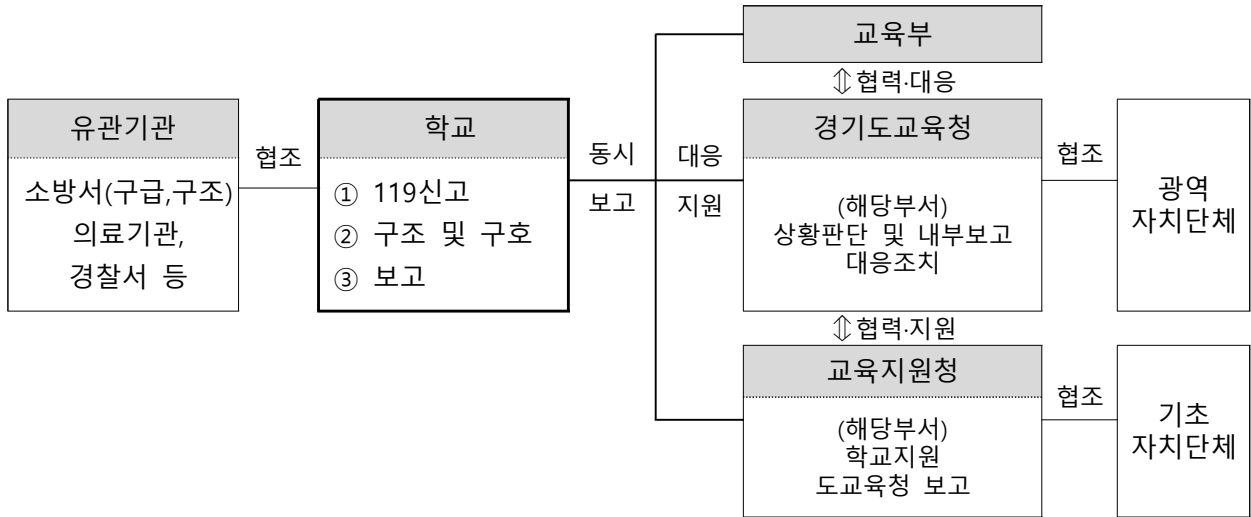 교육부
⇕협력·대응
유관기관
소방서(구급,구조)
의료기관,
경찰서 등
협조
학교
① 119신고
② 구조 및 구호
③ 보고
동시
보고
대응
지원
경기도교육청
(해당부서)
상황판단 및 내부보고
대응조치
협조
광역
자치단체
⇕협력·지원
교육지원청
(해당부서)
학교지원
도교육청 보고
협조
기초
자치단체